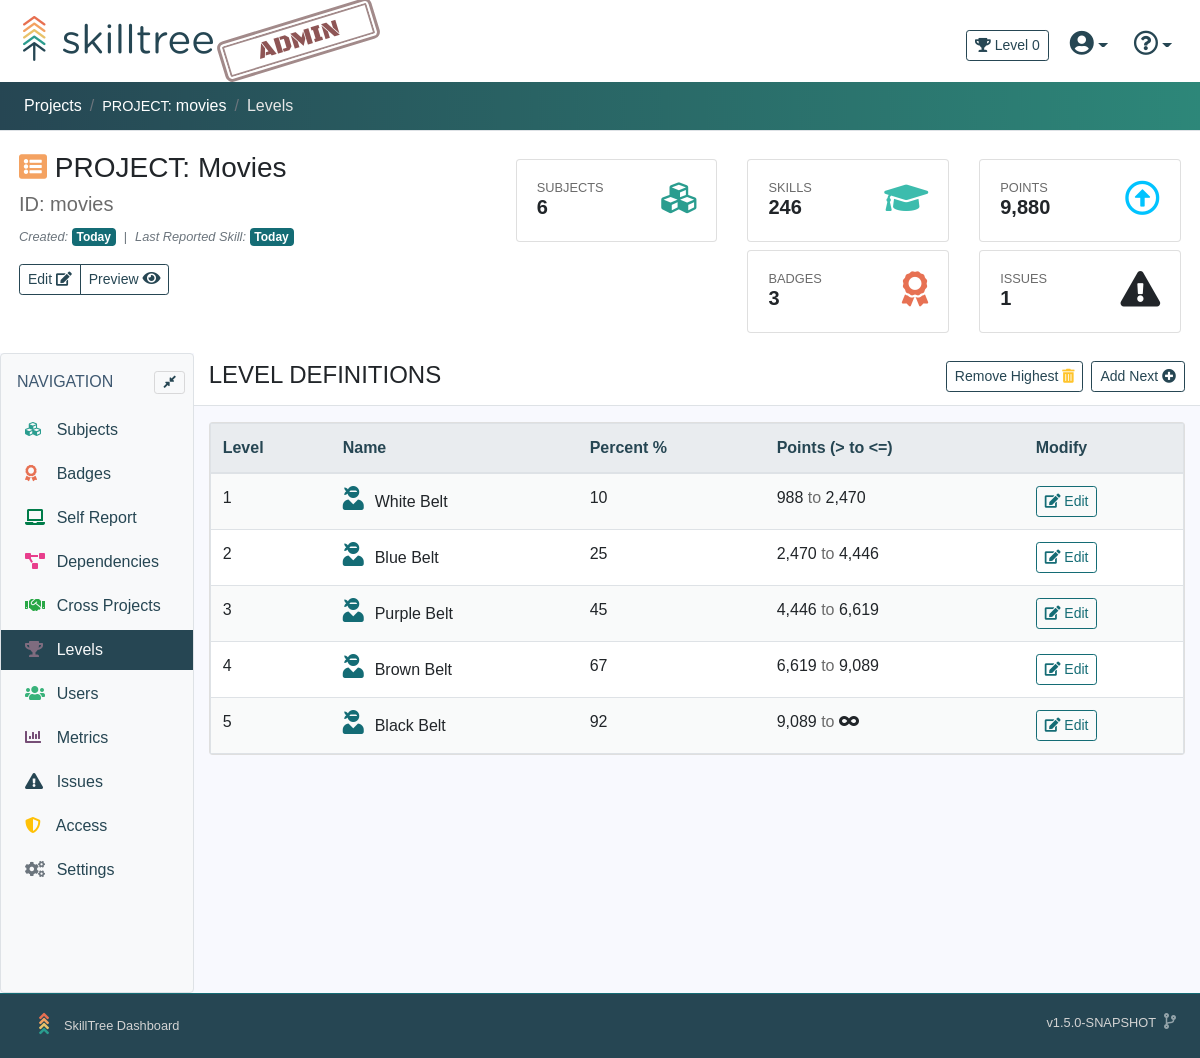 skilltree ADMIN
Level 0
Projects / PROJECT: movies / Levels
PROJECT: Movies
ID: movies
Created: Today | Last Reported Skill: Today
Edit Preview
SUBJECTS
6
SKILLS
246
POINTS
9,880
BADGES
3
ISSUES
1
NAVIGATION
Subjects
Badges
Self Report
Dependencies
Cross Projects
Levels
Users
Metrics
Issues
Access
Settings
LEVEL DEFINITIONS
Remove Highest Add Next
Level Name Percent % Points (> to <=) Modify
1 White Belt 10 988 to 2,470 Edit
2 Blue Belt 25 2,470 to 4,446 Edit
3 Purple Belt 45 4,446 to 6,619 Edit
4 Brown Belt 67 6,619 to 9,089 Edit
5 Black Belt 92 9,089 to ∞ Edit
SkillTree Dashboard
v1.5.0-SNAPSHOT